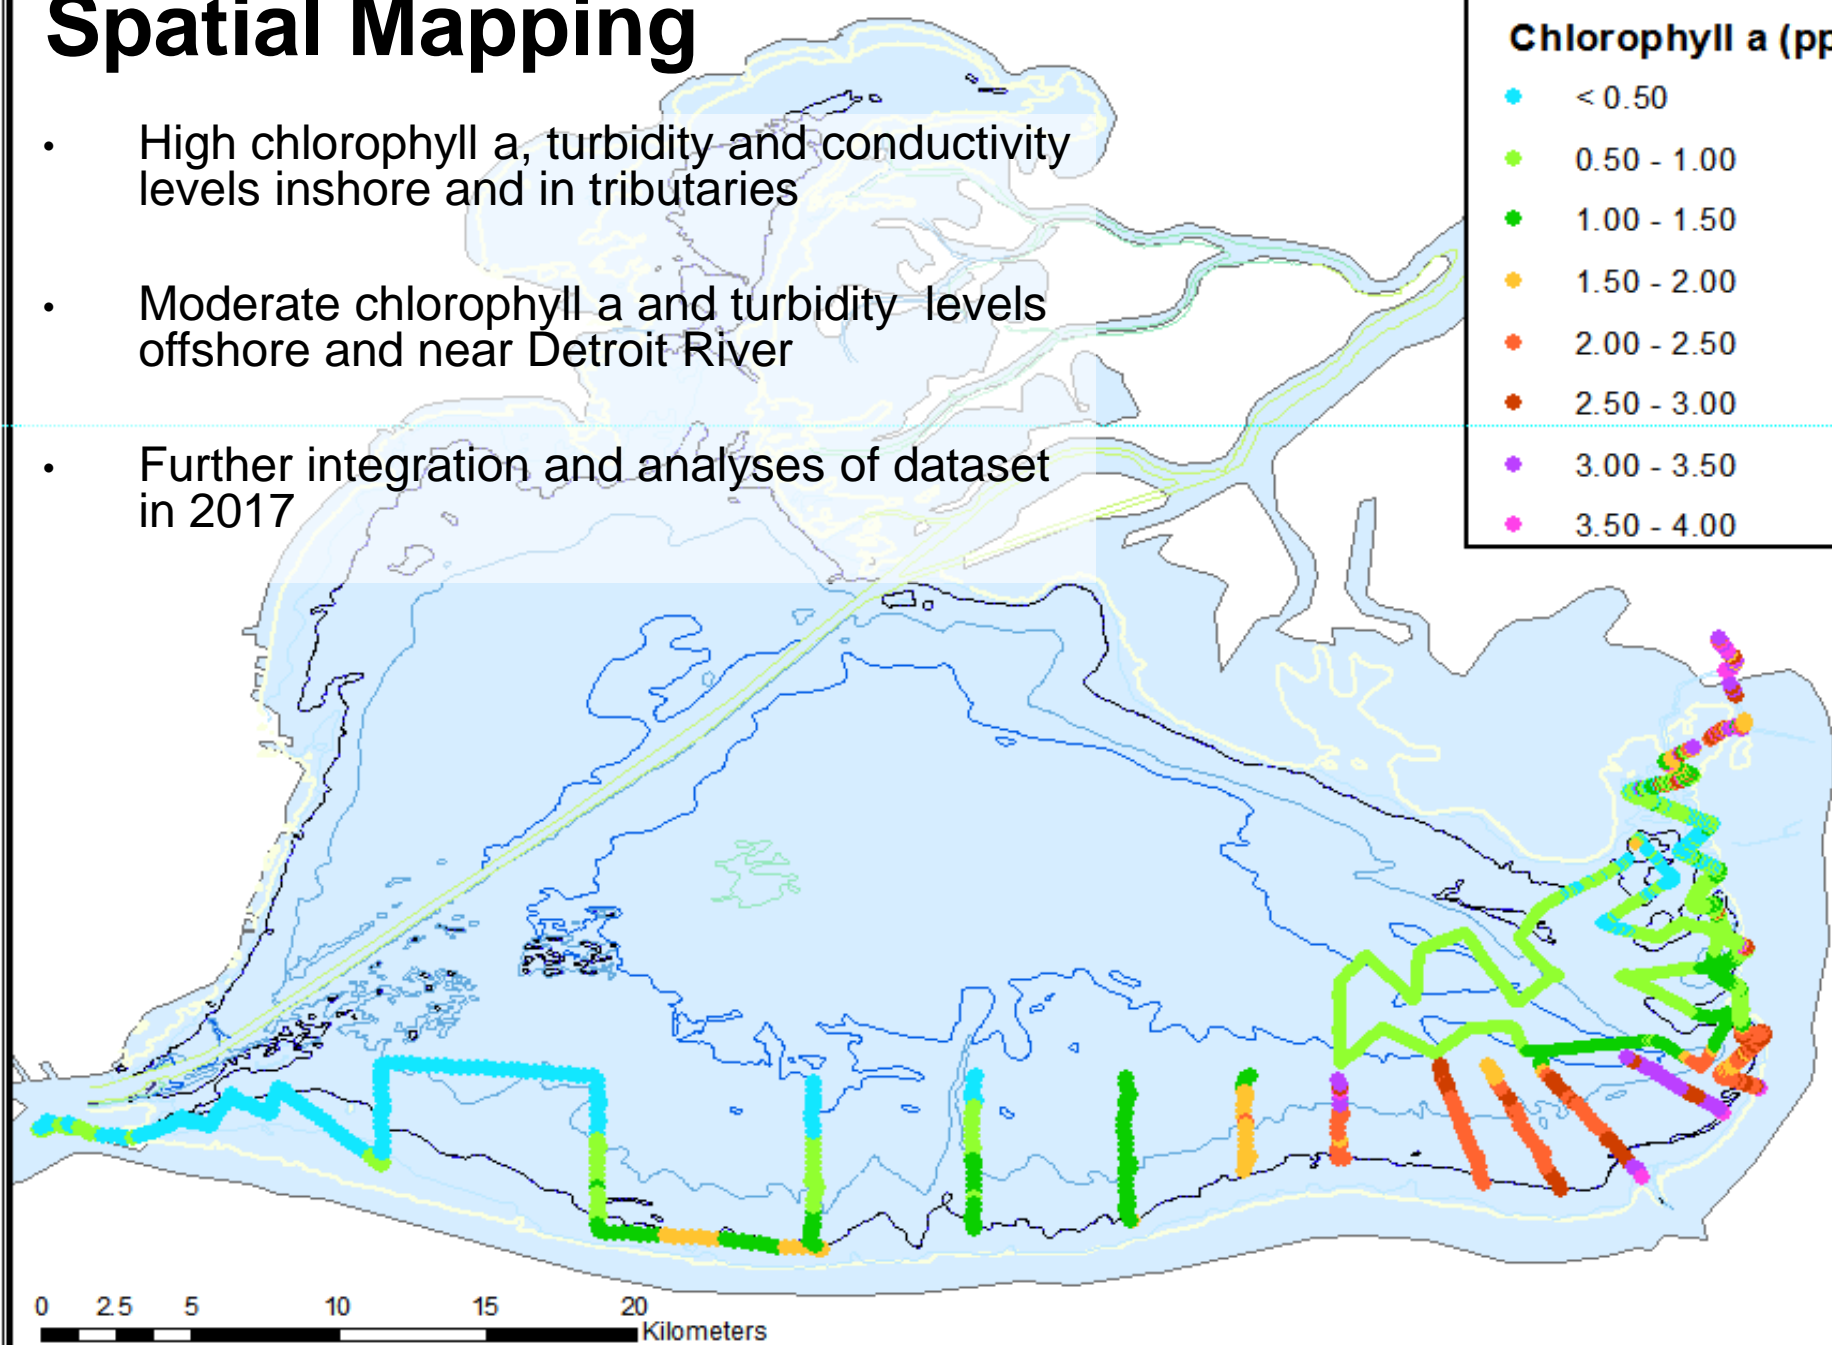 Spatial Mapping
• High chlorophyll a, turbidity and conductivity
levels inshore and in tributaries
• Moderate chlorophyll a and turbidity levels
offshore and near Detroit River
• Further integration and analyses of dataset
in 2017
Chlorophyll a (pp
< 0.50
0.50 - 1.00
1.00 - 1.50
1.50 - 2.00
2.00 - 2.50
2.50 - 3.00
3.00 - 3.50
3.50 - 4.00
0 2.5 5 10 15 20
Kilometers